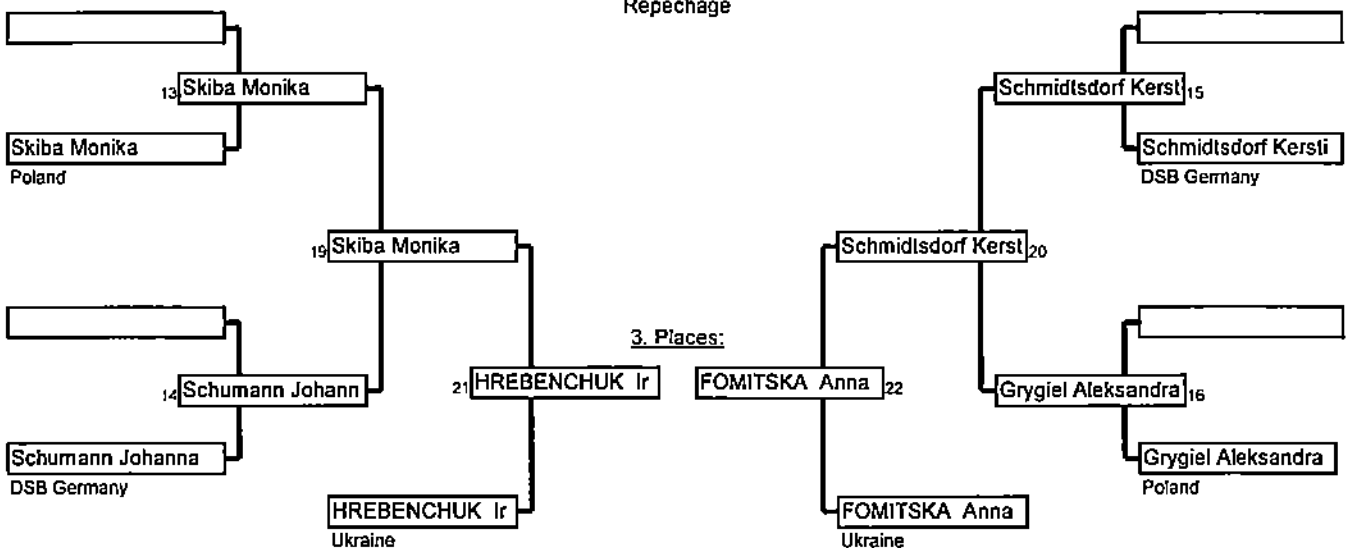 Repechage
13 Skiba Monika
Schmidtsdorf Kerst 15
Skiba Monika
Poland
Schmidtsdorf Kersti
DSB Germany
19 Skiba Monika
Schmidtsdorf Kerst 20
3. Places:
14 Schumann Johann
21 HREBENCHUK Ir
FOMITSKA Anna 22
Grygiel Aleksandra 16
Schumann Johanna
DSB Germany
Grygiel Aleksandra
Poland
HREBENCHUK Ir
Ukraine
FOMITSKA Anna
Ukraine